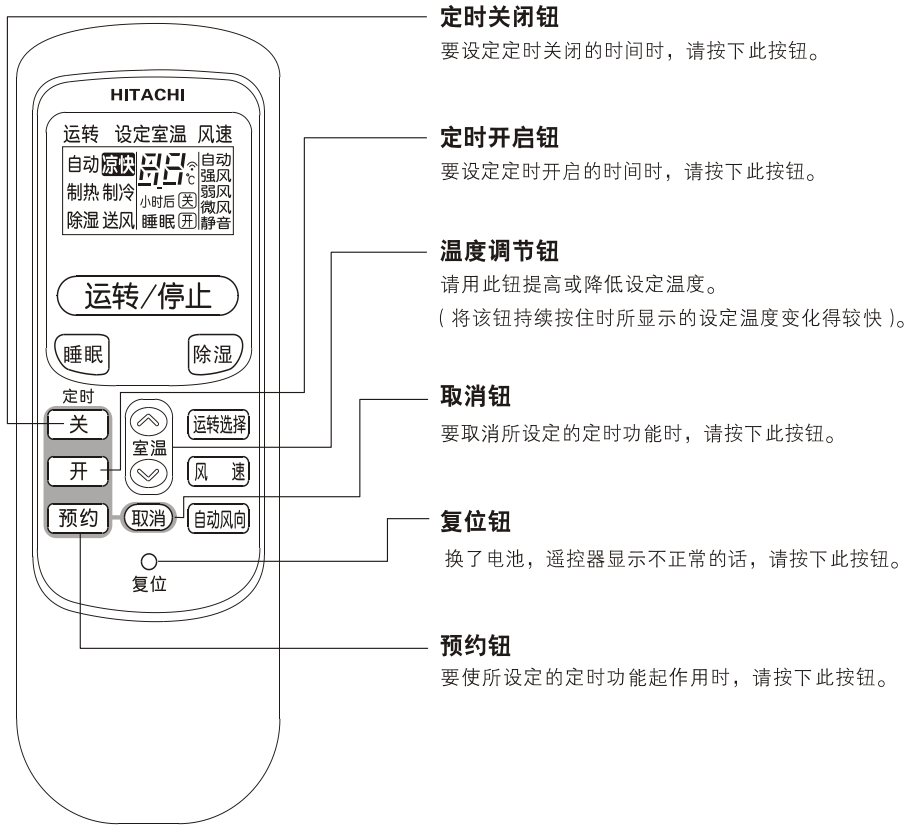 定时关闭钮
要设定定时关闭的时间时，请按下此按钮。
HITACHI
运转 设定室温 风速
自动 凉快 88 ℃ 自动
强风
制热 制冷 小时后 关 弱风
微风
除湿 送风 睡眠 开 静音
运转/停止
睡眠 除湿
定时
关 室温 运转选择
开 风 速
预约 取消 自动风向
复位
定时开启钮
要设定定时开启的时间时，请按下此按钮。
温度调节钮
请用此钮提高或降低设定温度。
(将该钮持续按住时所显示的设定温度变化得较快)。
取消钮
要取消所设定的定时功能时，请按下此按钮。
复位钮
换了电池，遥控器显示不正常的话，请按下此按钮。
预约钮
要使所设定的定时功能起作用时，请按下此按钮。